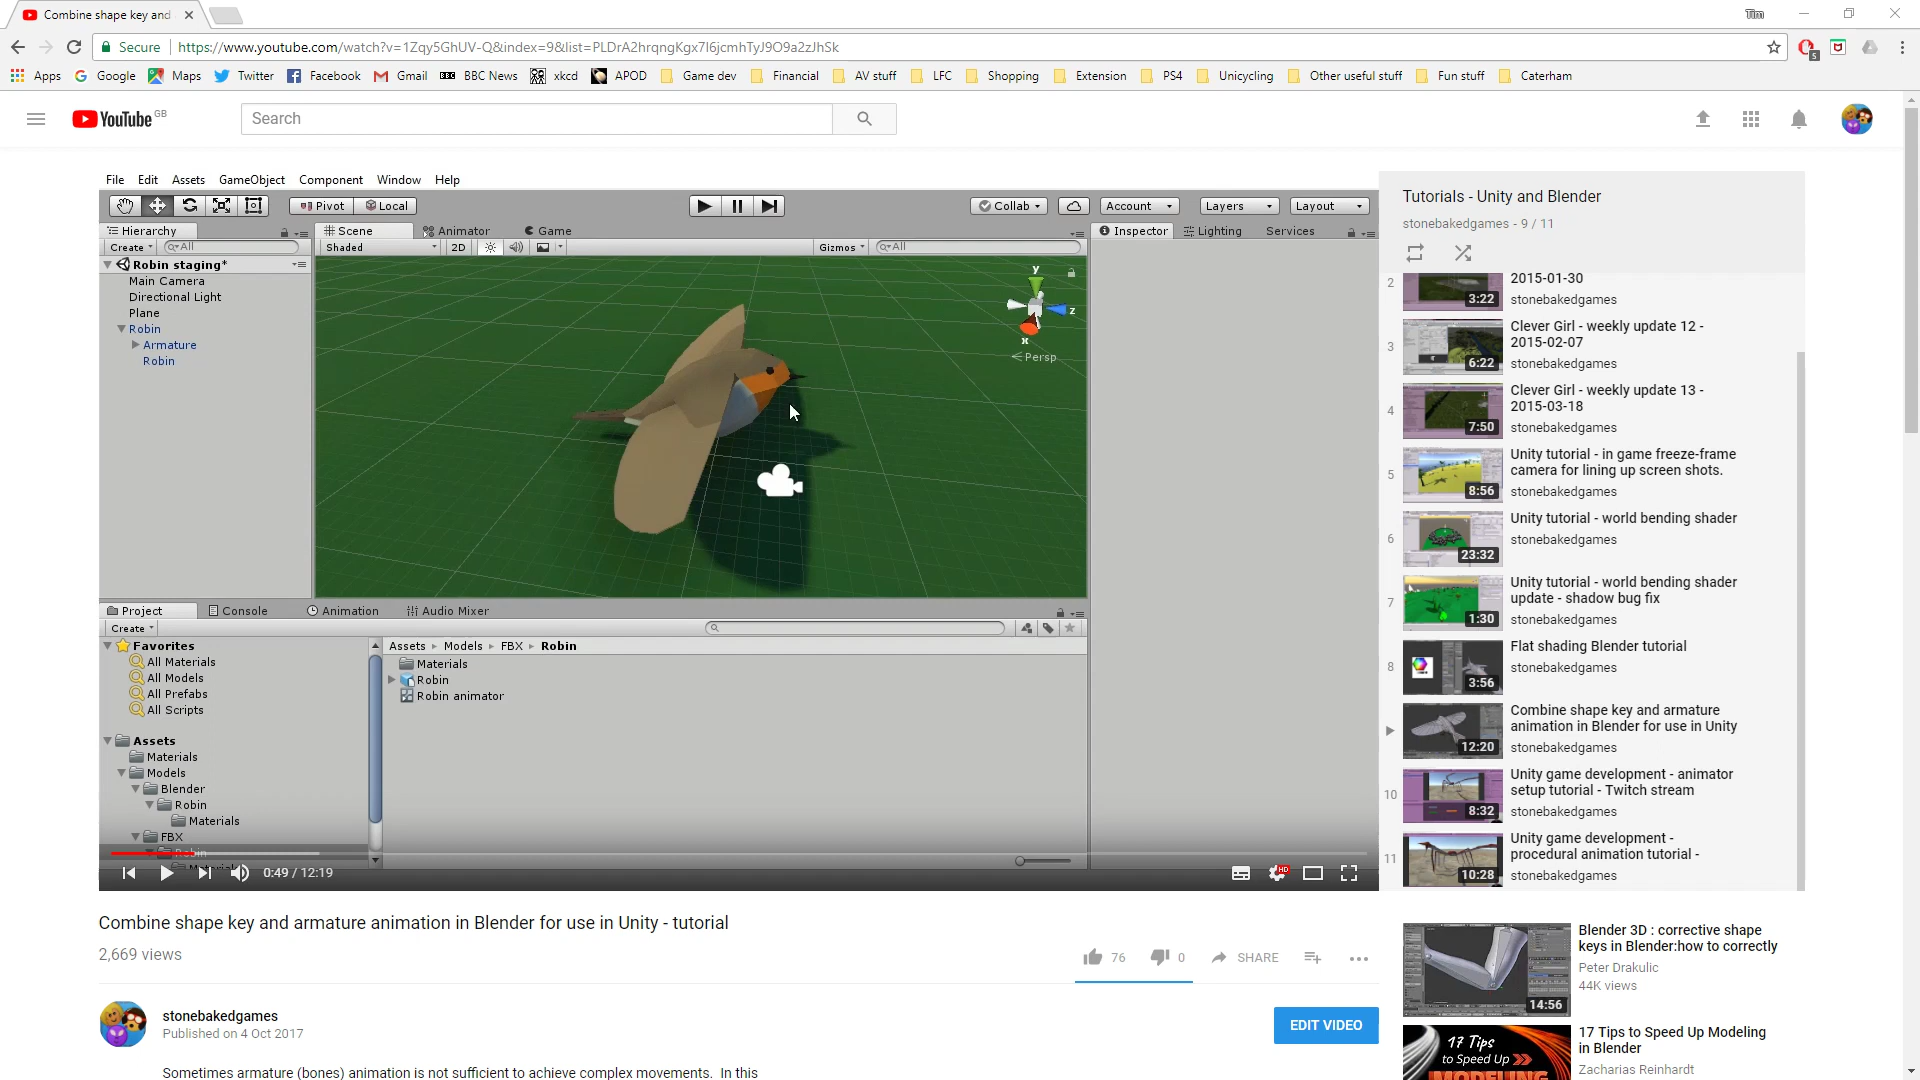 Combine shape key and
Tim
Secure
https://www.youtube.com/watch?v=1Zqy5GhUV-Q&index=9&list=PLDrA2hrqngKgx7I6jcmhTyJ9O9a2zJhSk
5
Apps Google Maps Twitter Facebook Gmail BBC News xkcd APOD Game dev Financial AV stuff LFC Shopping Extension PS4 Unicycling Other useful stuff Fun stuff Caterham
YouTube GB
Search
File Edit Assets GameObject Component Window Help
Pivot Local Collab Account Layers Layout
Hierarchy
Create All
Robin staging*
Main Camera
Directional Light
Plane
Robin
Armature
Robin
Scene Animator Game
Shaded 2D Gizmos All
y
z
x
Persp
Inspector Lighting Services
Project Console Animation Audio Mixer
Create
Favorites
All Materials
All Models
All Prefabs
All Scripts
Assets
Materials
Models
Blender
Robin
Materials
FBX
Robin
Assets Models FBX Robin
Materials
Robin
Robin animator
0:49 / 12:19
HD
Tutorials - Unity and Blender
stonebakedgames - 9 / 11
2
3:22
2015-01-30
stonebakedgames
3
6:22
Clever Girl - weekly update 12 -
2015-02-07
stonebakedgames
4
7:50
Clever Girl - weekly update 13 -
2015-03-18
stonebakedgames
5
8:56
Unity tutorial - in game freeze-frame
camera for lining up screen shots.
stonebakedgames
6
23:32
Unity tutorial - world bending shader
stonebakedgames
7
1:30
Unity tutorial - world bending shader
update - shadow bug fix
stonebakedgames
8
3:56
Flat shading Blender tutorial
stonebakedgames
12:20
Combine shape key and armature
animation in Blender for use in Unity
stonebakedgames
10
8:32
Unity game development - animator
setup tutorial - Twitch stream
stonebakedgames
11
10:28
Unity game development -
procedural animation tutorial -
stonebakedgames
Combine shape key and armature animation in Blender for use in Unity - tutorial
2,669 views
76 0 SHARE
stonebakedgames
Published on 4 Oct 2017
EDIT VIDEO
Sometimes armature (bones) animation is not sufficient to achieve complex movements. In this
14:56
Blender 3D : corrective shape
keys in Blender:how to correctly
Peter Drakulic
44K views
17 Tips
to Speed Up
MODELING
17 Tips to Speed Up Modeling
in Blender
Zacharias Reinhardt